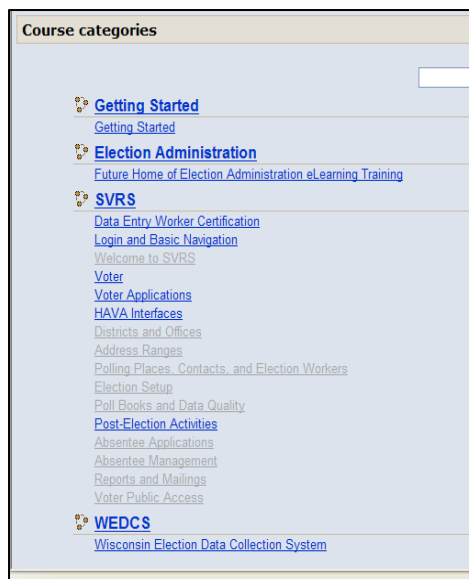 Course categories
Getting Started
Getting Started
Election Administration
Future Home of Election Administration eLearning Training
SVRS
Data Entry Worker Certification
Login and Basic Navigation
Welcome to SVRS
Voter
Voter Applications
HAVA Interfaces
Districts and Offices
Address Ranges
Polling Places, Contacts, and Election Workers
Election Setup
Poll Books and Data Quality
Post-Election Activities
Absentee Applications
Absentee Management
Reports and Mailings
Voter Public Access
WEDCS
Wisconsin Election Data Collection System